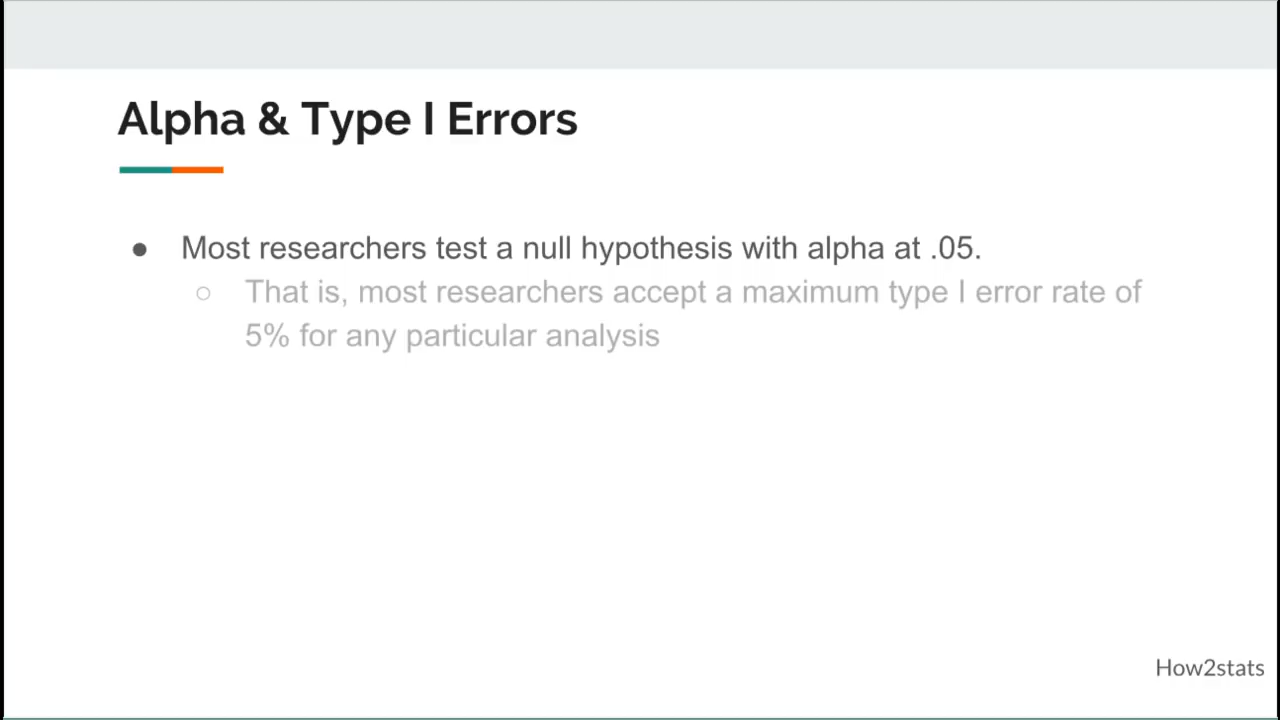 Alpha & Type I Errors
● Most researchers test a null hypothesis with alpha at .05.
○ That is, most researchers accept a maximum type I error rate of
5% for any particular analysis
How2stats